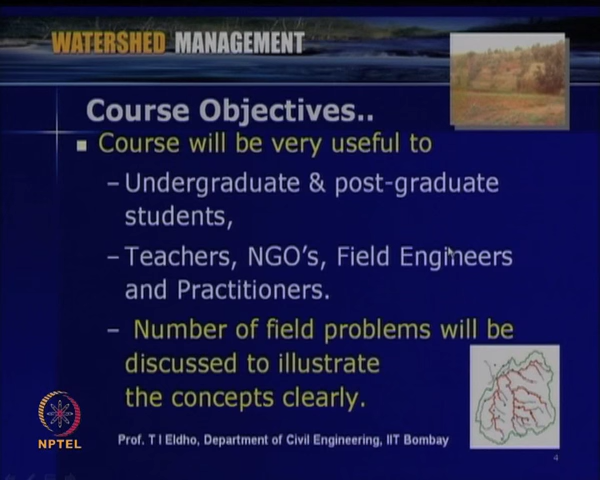 WATERSHED MANAGEMENT
Course Objectives..
Course will be very useful to
– Undergraduate & post-graduate
students,
– Teachers, NGO's, Field Engineers
and Practitioners.
– Number of field problems will be
discussed to illustrate
the concepts clearly.
NPTEL
Prof. T I Eldho, Department of Civil Engineering, IIT Bombay
4